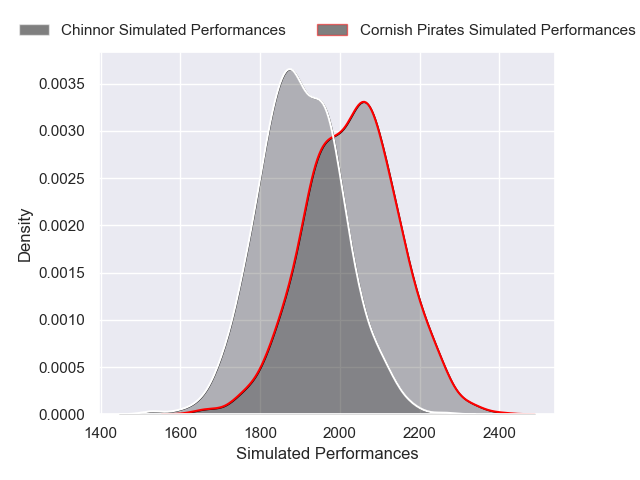 Chinnor Simulated Performances Cornish Pirates Simulated Performances
0.0035
0.0030
0.0025
0.0020
0.0015
0.0010
0.0005
0.0000
Density
1400 1600 1800 2000 2200 2400
Simulated Performances